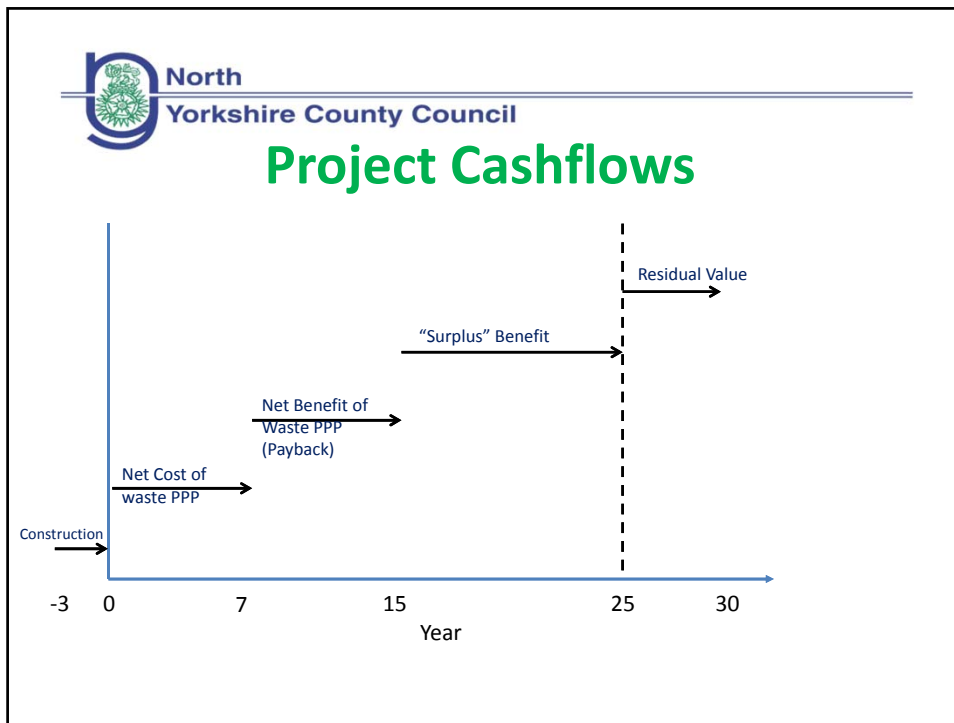 North
Yorkshire County Council
Project Cashflows
Residual Value
“Surplus” Benefit
Net Benefit of
Waste PPP
(Payback)
Net Cost of
waste PPP
Construction
-3 0 7 15 25 30
Year